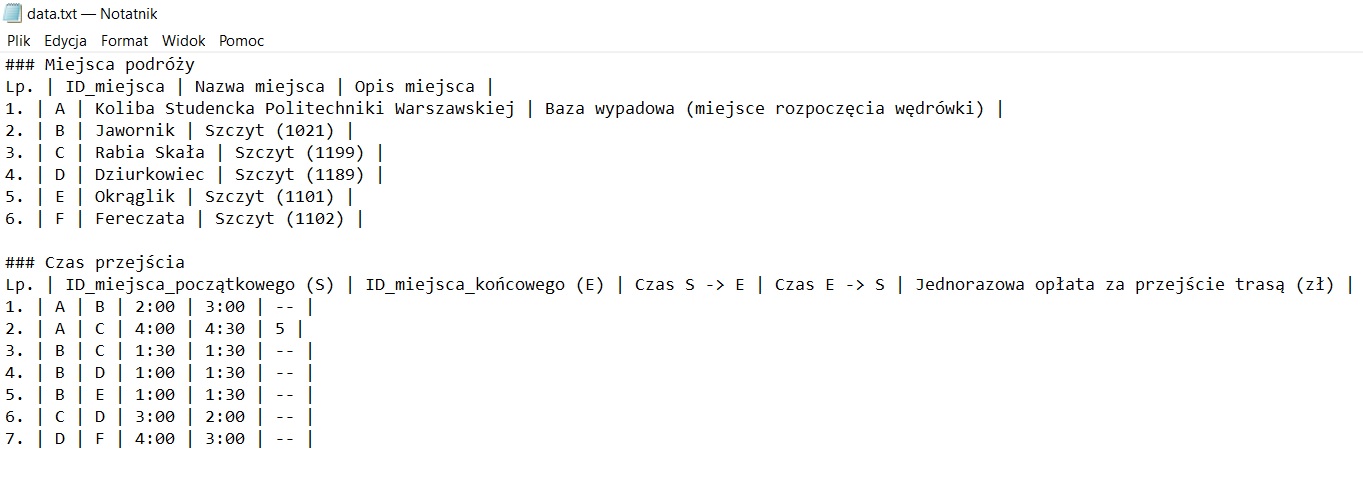 data.txt — Notatnik
Plik Edycja Format Widok Pomoc
### Miejsca podróży
Lp. | ID_miejsca | Nazwa miejsca | Opis miejsca |
1. | A | Koliba Studencka Politechniki Warszawskiej | Baza wypadowa (miejsce rozpoczęcia wędrówki) |
2. | B | Jawornik | Szczyt (1021) |
3. | C | Rabia Skała | Szczyt (1199) |
4. | D | Dziurkowiec | Szczyt (1189) |
5. | E | Okrąglik | Szczyt (1101) |
6. | F | Fereczata | Szczyt (1102) |
### Czas przejścia
Lp. | ID_miejsca_początkowego (S) | ID_miejsca_końcowego (E) | Czas S -> E | Czas E -> S | Jednorazowa opłata za przejście trasą (zł) |
1. | A | B | 2:00 | 3:00 | -- |
2. | A | C | 4:00 | 4:30 | 5 |
3. | B | C | 1:30 | 1:30 | -- |
4. | B | D | 1:00 | 1:30 | -- |
5. | B | E | 1:00 | 1:30 | -- |
6. | C | D | 3:00 | 2:00 | -- |
7. | D | F | 4:00 | 3:00 | -- |